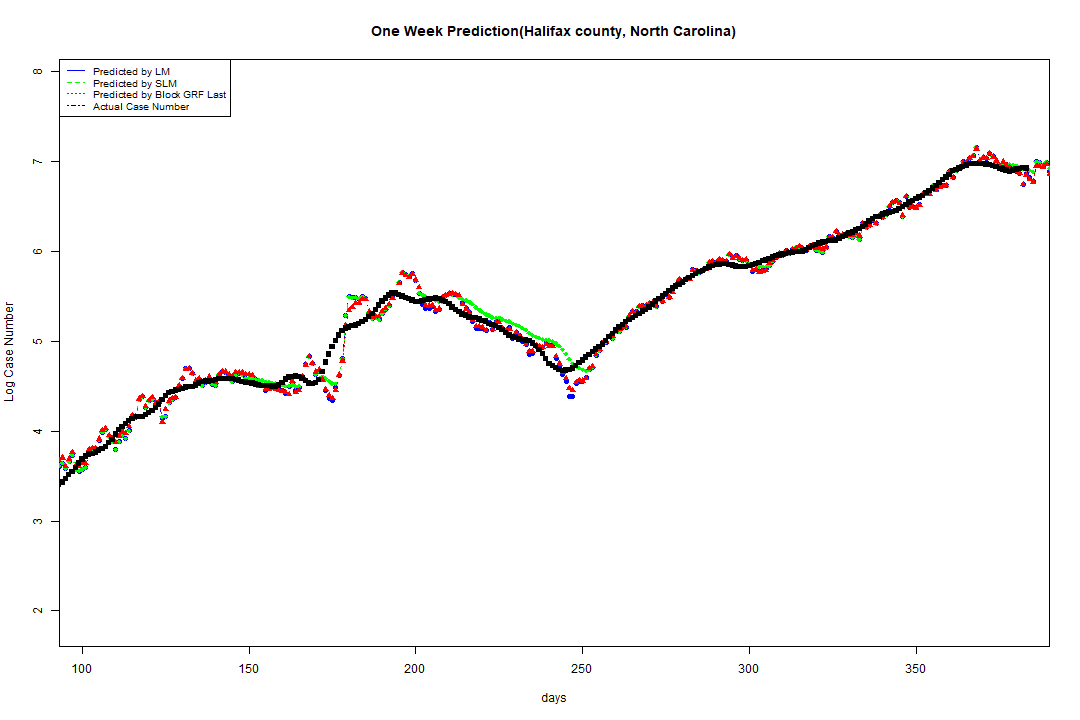 One Week Prediction(Halifax county, North Carolina)
Predicted by LM
Predicted by SLM
Predicted by Block GRF Last
Actual Case Number
8
7
6
5
4
3
2
Log Case Number
100 150 200 250 300 350
days